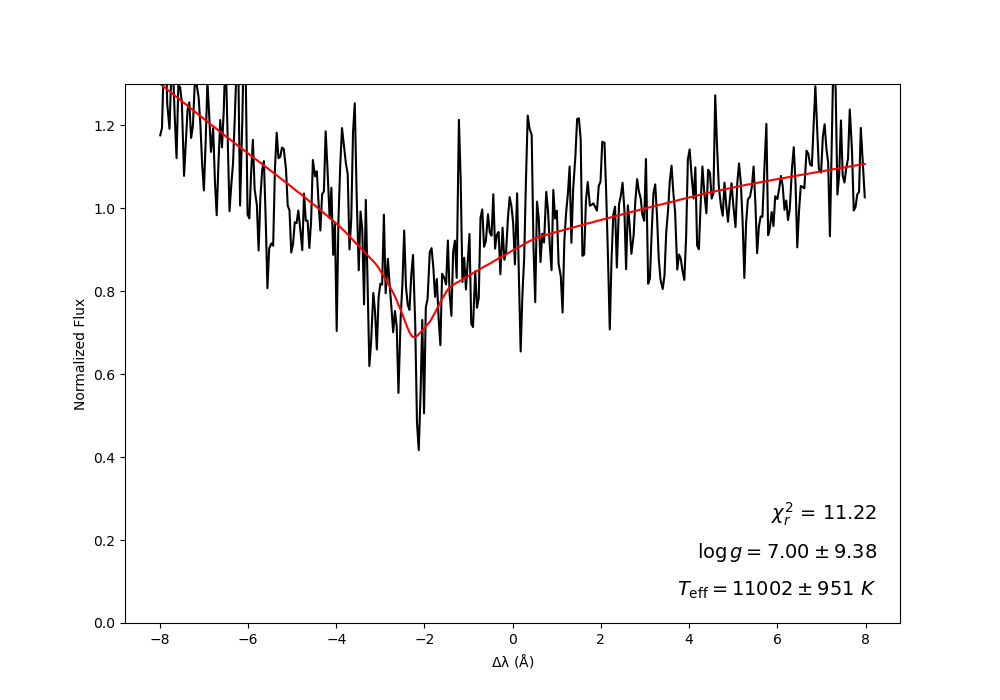 1.2
1.0
0.8
0.6
0.4
0.2
0.0
Normalized Flux
χ²ᵣ = 11.22
log g = 7.00 ± 9.38
T_eff = 11002 ± 951 K
−8 −6 −4 −2 0 2 4 6 8
Δλ (Å)